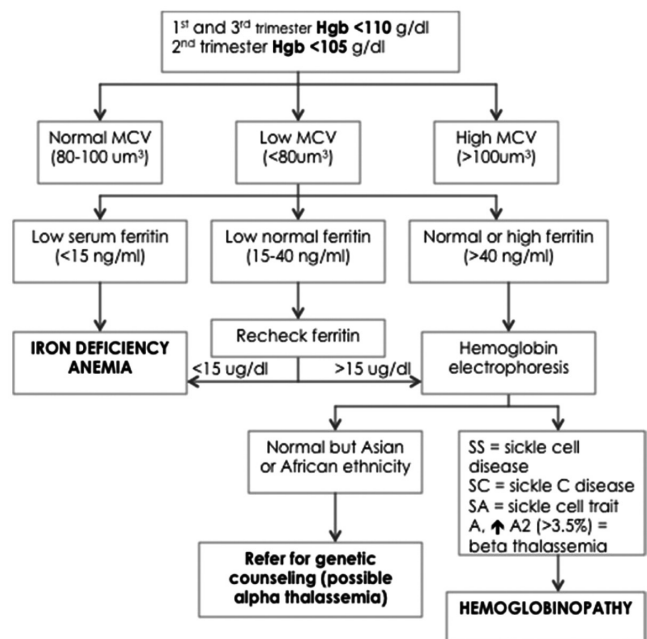 1st and 3rd trimester Hgb <110 g/dl
2nd trimester Hgb <105 g/dl
Normal MCV
(80-100 um³)
Low MCV
(<80um³)
High MCV
(>100um³)
Low serum ferritin
(<15 ng/ml)
Low normal ferritin
(15-40 ng/ml)
Normal or high ferritin
(>40 ng/ml)
IRON DEFICIENCY
ANEMIA
Recheck ferritin
<15 ug/dl
>15 ug/dl
Hemoglobin
electrophoresis
Normal but Asian
or African ethnicity
SS = sickle cell
disease
SC = sickle C disease
SA = sickle cell trait
A, ↑ A2 (>3.5%) =
beta thalassemia
Refer for genetic
counseling (possible
alpha thalassemia)
HEMOGLOBINOPATHY